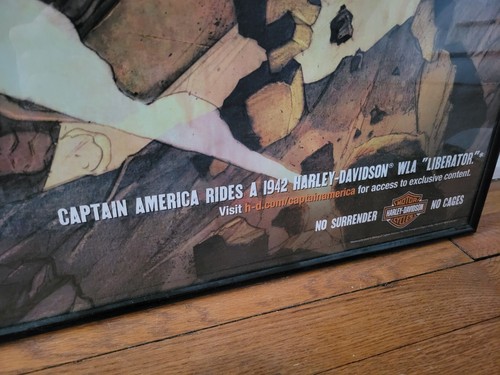 CAPTAIN AMERICA RIDES A 1942 HARLEY-DAVIDSON® WLA "LIBERATOR."*
Visit h-d.com/captainamerica for access to exclusive content.
NO SURRENDER MOTOR HARLEY-DAVIDSON CYCLES NO CAGES